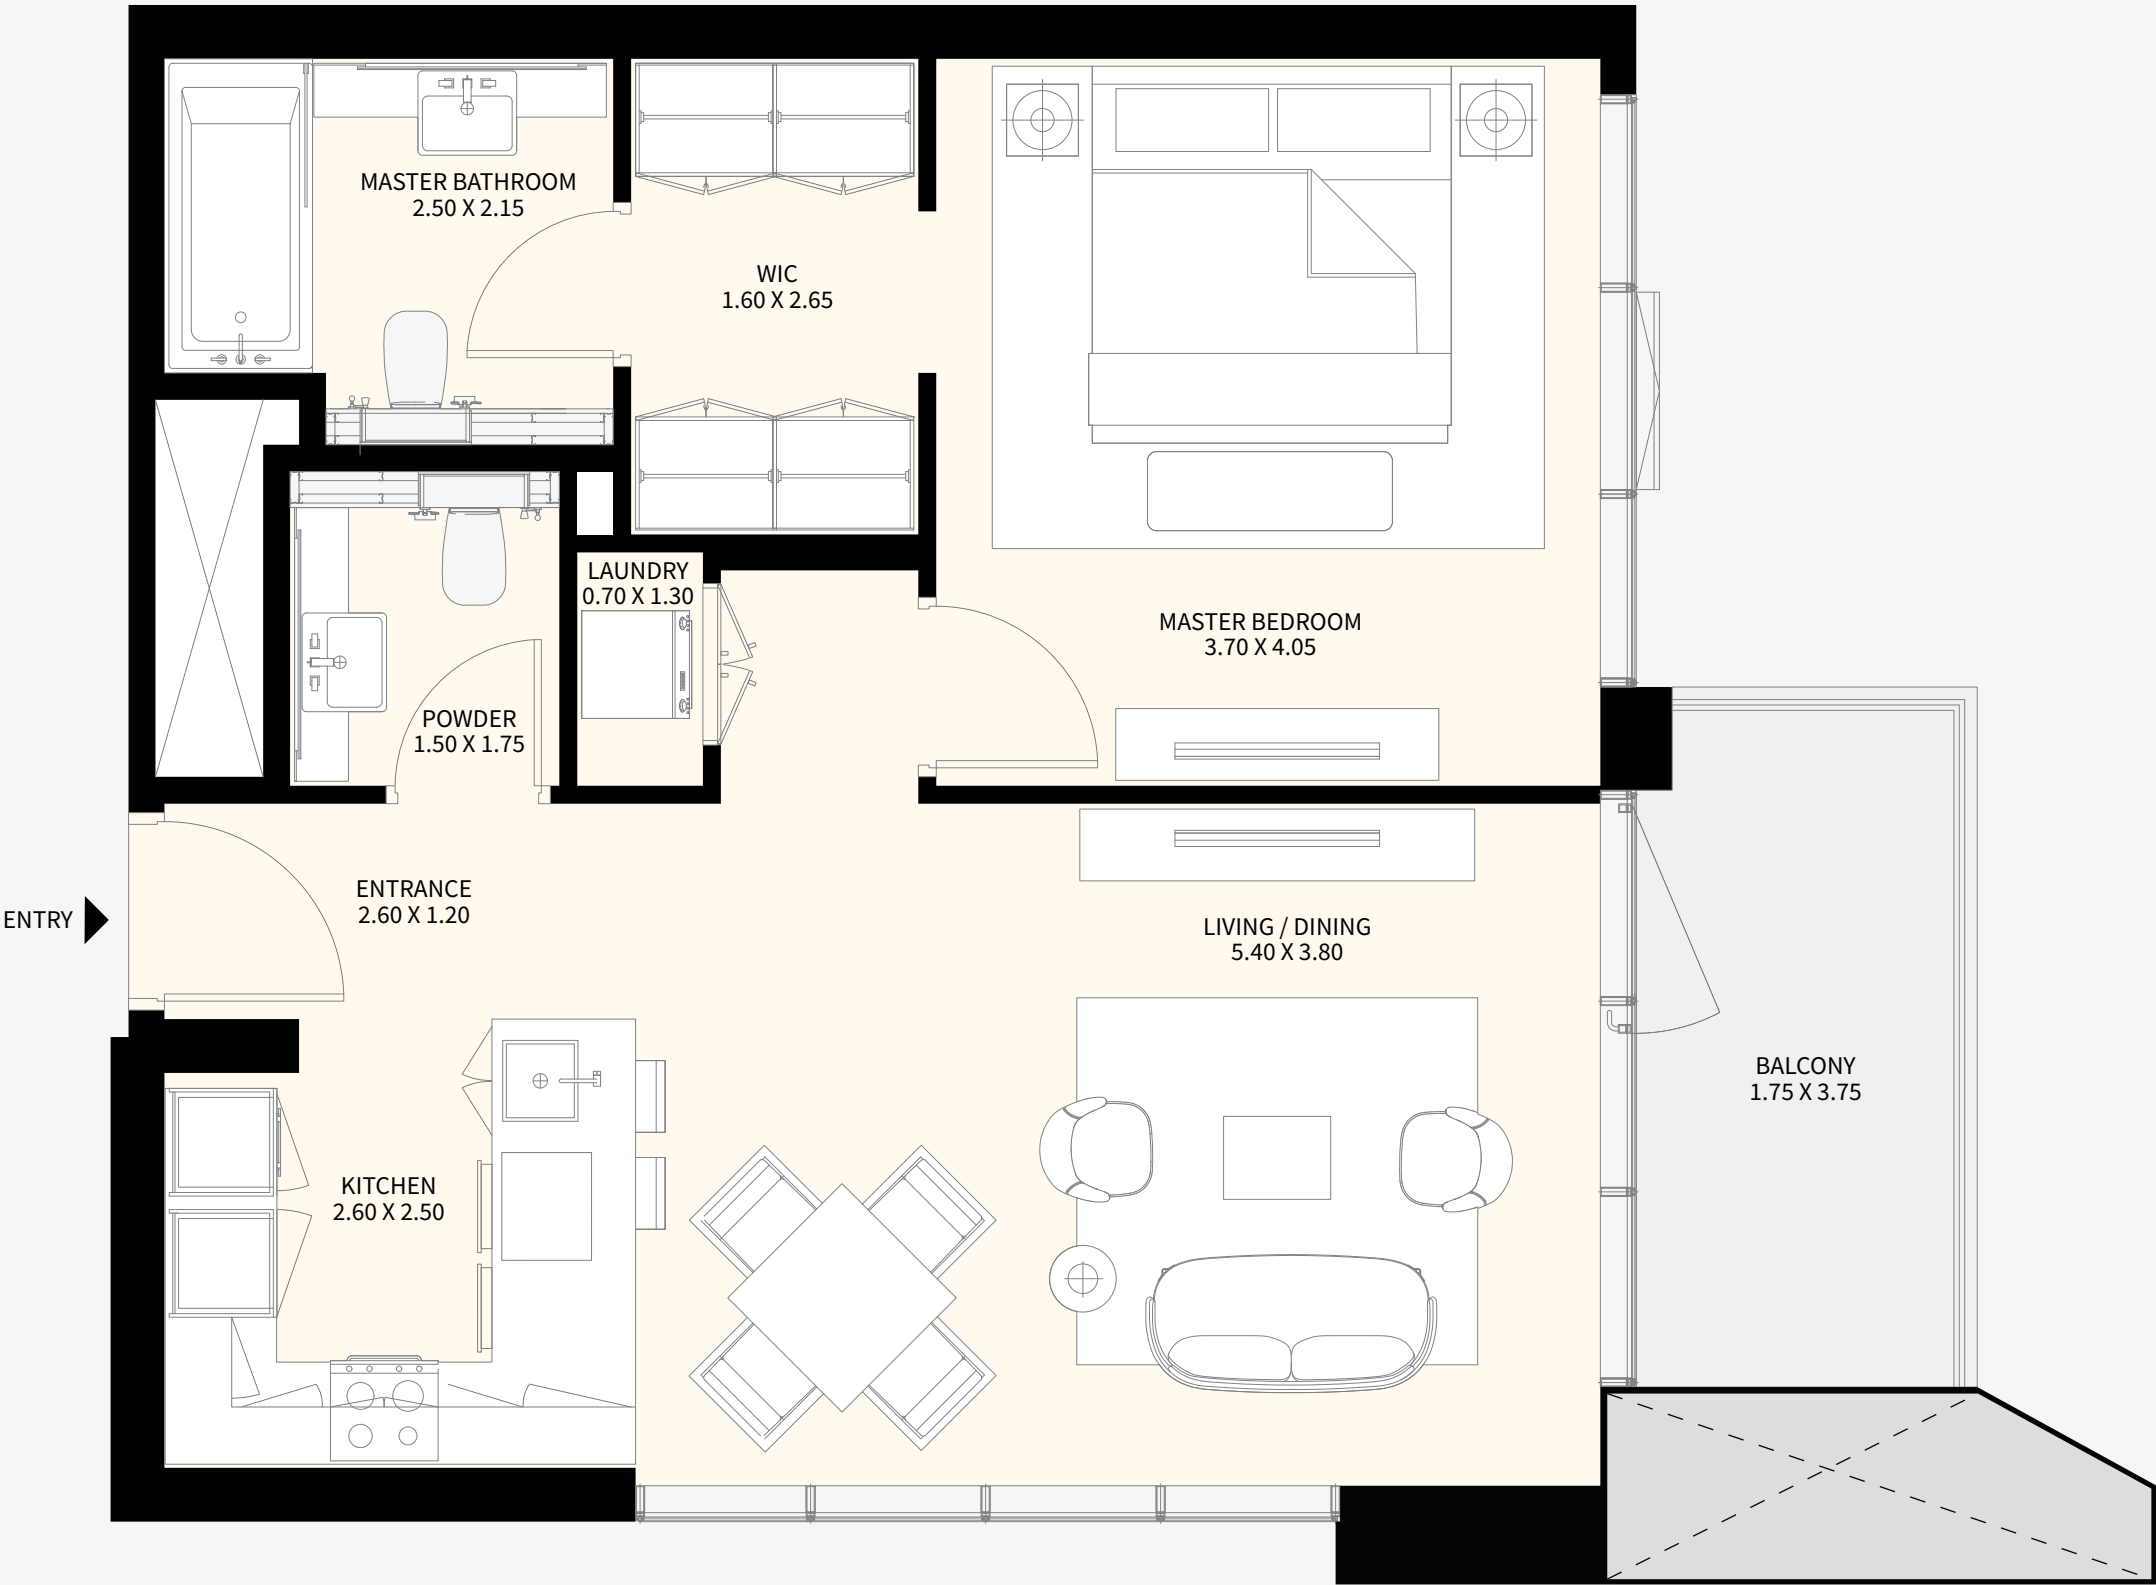 MASTER BATHROOM
2.50 X 2.15
WIC
1.60 X 2.65
LAUNDRY
0.70 X 1.30
MASTER BEDROOM
3.70 X 4.05
POWDER
1.50 X 1.75
ENTRANCE
2.60 X 1.20
ENTRY
LIVING / DINING
5.40 X 3.80
BALCONY
1.75 X 3.75
KITCHEN
2.60 X 2.50